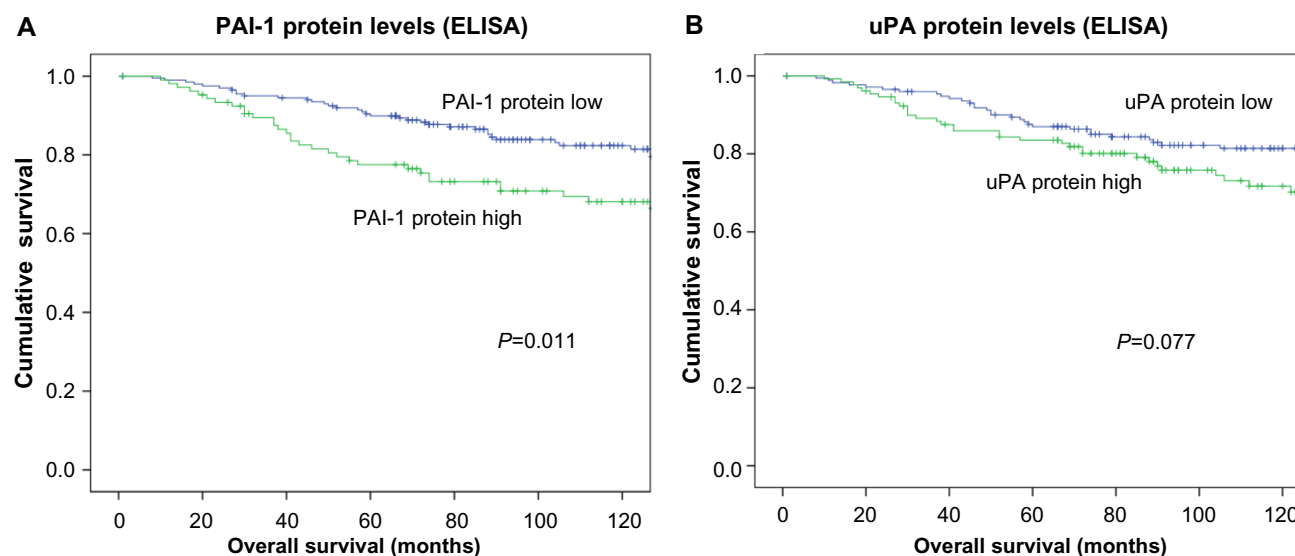 A
PAI-1 protein levels (ELISA)
Cumulative survival
1.0
0.8
0.6
0.4
0.2
0.0
PAI-1 protein low
PAI-1 protein high
P=0.011
0 20 40 60 80 100 120
Overall survival (months)
B
uPA protein levels (ELISA)
Cumulative survival
1.0
0.8
0.6
0.4
0.2
0.0
uPA protein low
uPA protein high
P=0.077
0 20 40 60 80 100 120
Overall survival (months)